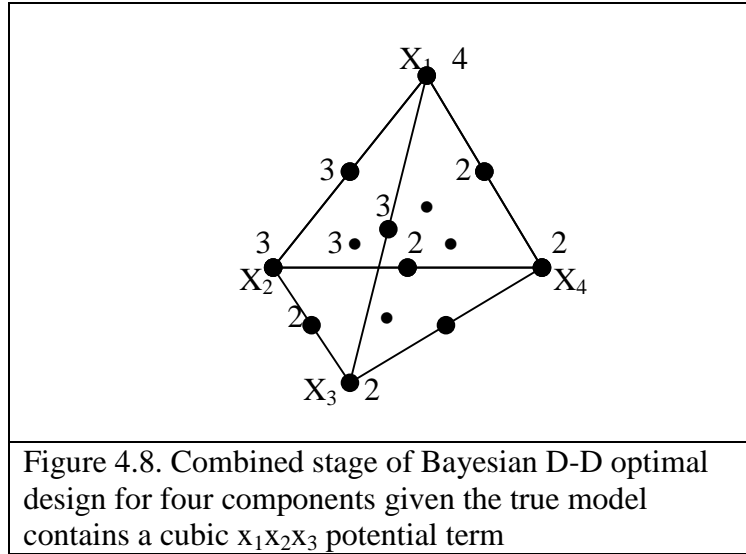 X₁ 4
3
2
3
3
2
3
2
X₂
X₄
2
X₃
2
Figure 4.8. Combined stage of Bayesian D-D optimal
design for four components given the true model
contains a cubic x₁x₂x₃ potential term